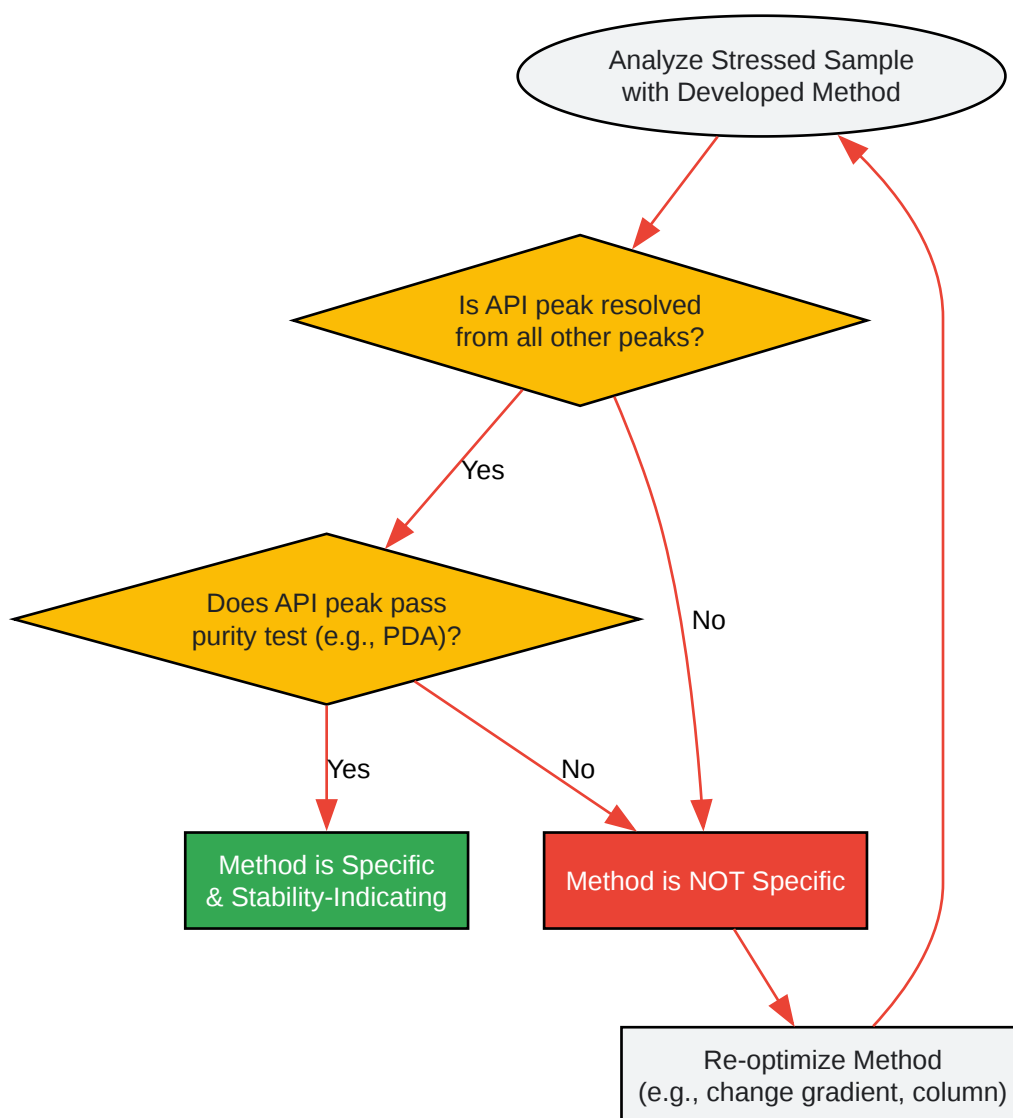 Analyze Stressed Sample
with Developed Method
Is API peak resolved
from all other peaks?
Yes
No
Does API peak pass
purity test (e.g., PDA)?
Yes
No
Method is Specific
& Stability-Indicating
Method is NOT Specific
Re-optimize Method
(e.g., change gradient, column)